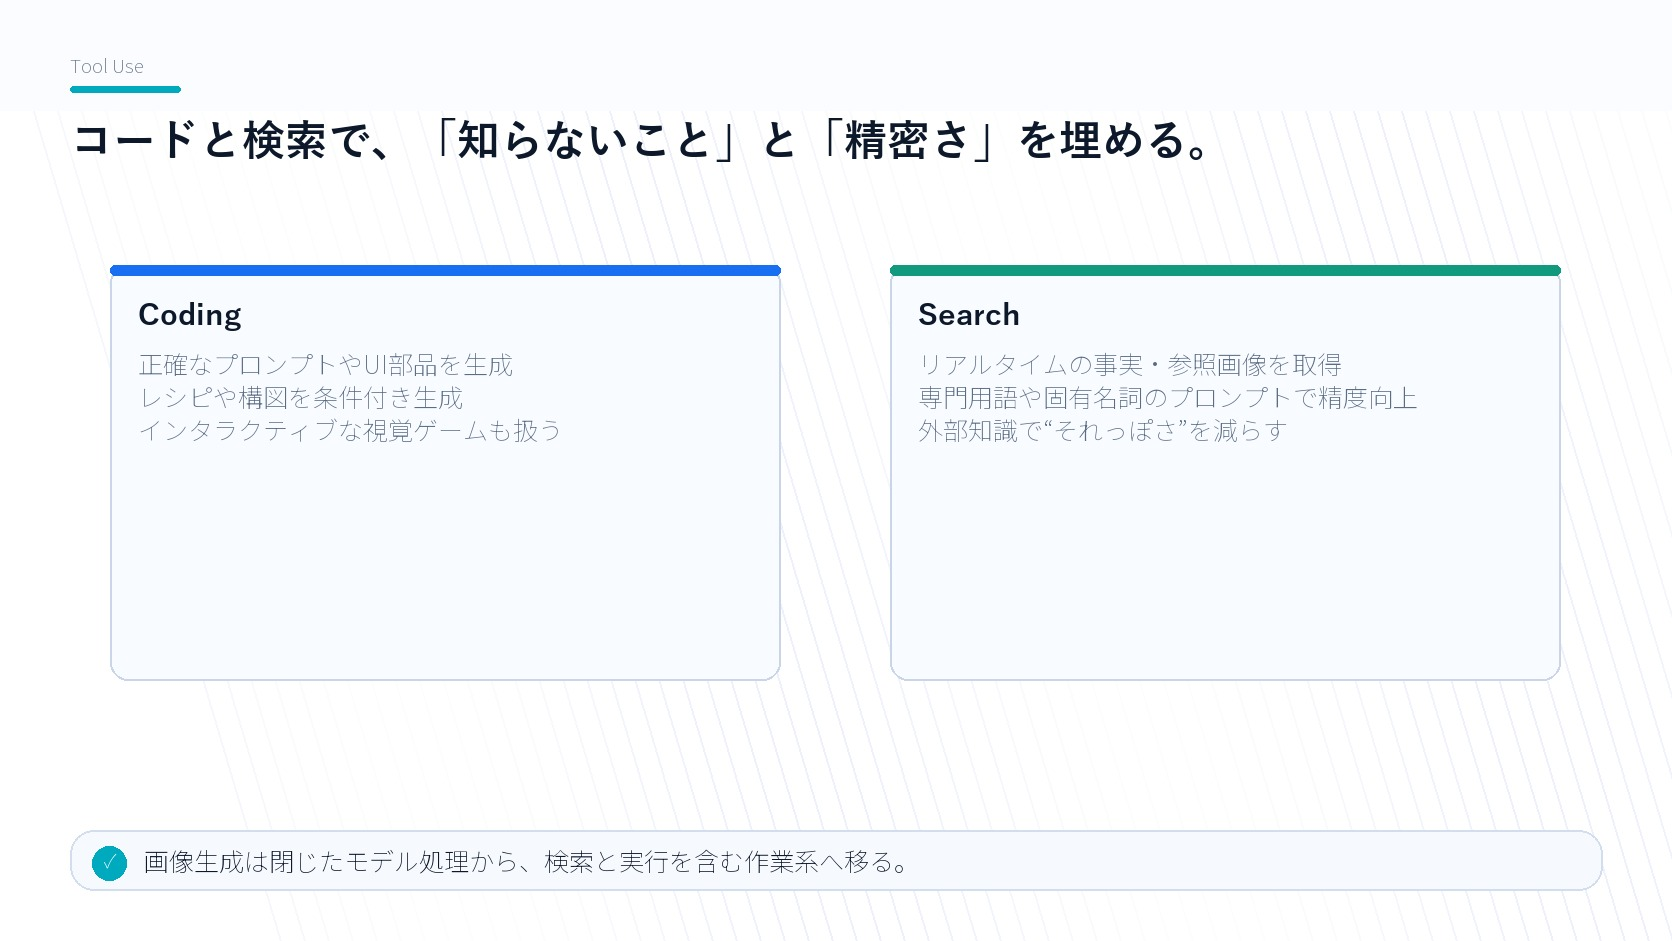 Tool Use
コードと検索で、「知らないこと」と「精密さ」を埋める。
Coding
正確なプロンプトやUI部品を生成
レシピや構図を条件付き生成
インタラクティブな視覚ゲームも扱う
Search
リアルタイムの事実・参照画像を取得
専門用語や固有名詞のプロンプトで精度向上
外部知識で“それっぽさ”を減らす
✓ 画像生成は閉じたモデル処理から、検索と実行を含む作業系へ移る。